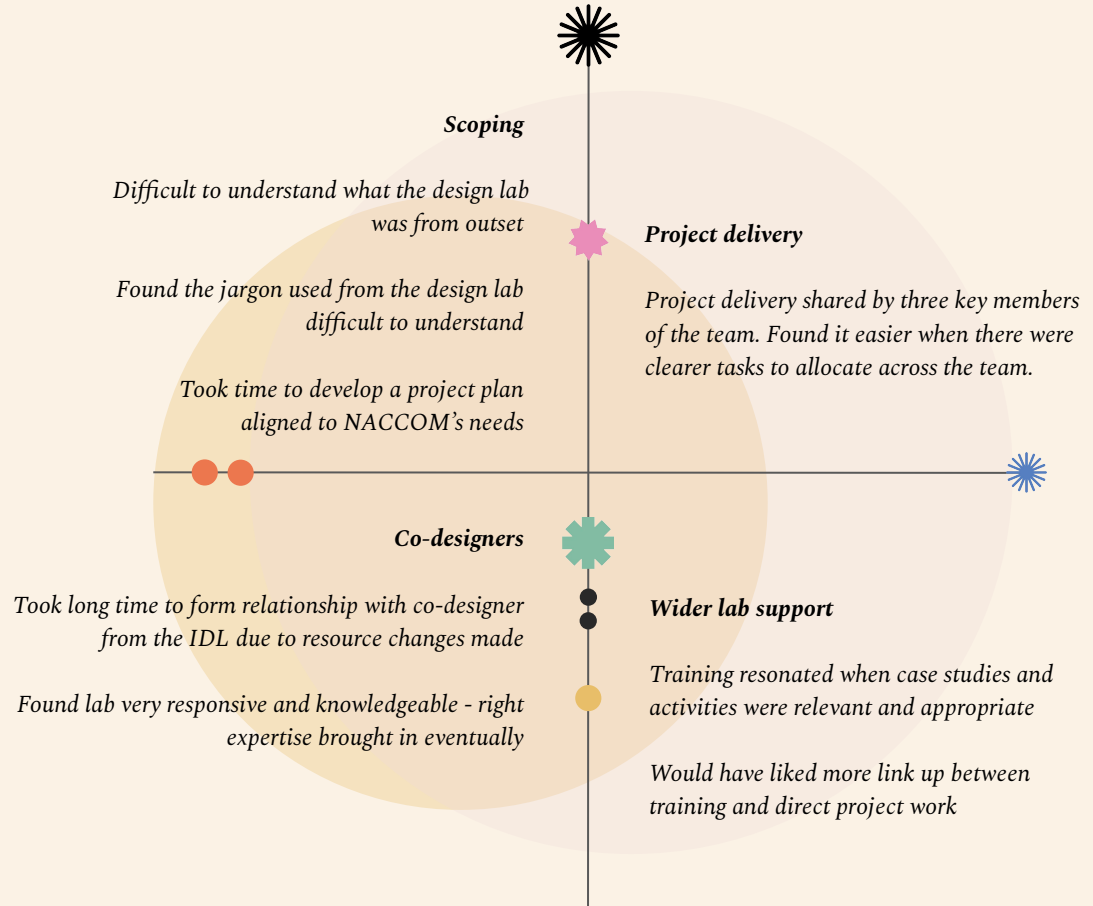 Scoping
Difficult to understand what the design lab
was from outset
Found the jargon used from the design lab
difficult to understand
Took time to develop a project plan
aligned to NACCOM’s needs
Project delivery
Project delivery shared by three key members
of the team. Found it easier when there were
clearer tasks to allocate across the team.
Co-designers
Took long time to form relationship with co-designer
from the IDL due to resource changes made
Found lab very responsive and knowledgeable - right
expertise brought in eventually
Wider lab support
Training resonated when case studies and
activities were relevant and appropriate
Would have liked more link up between
training and direct project work